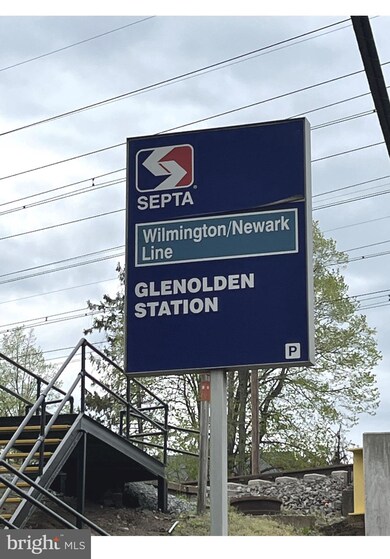 SEPTA
Wilmington/Newark
Line
GLENOLDEN
STATION
P
bright MLS